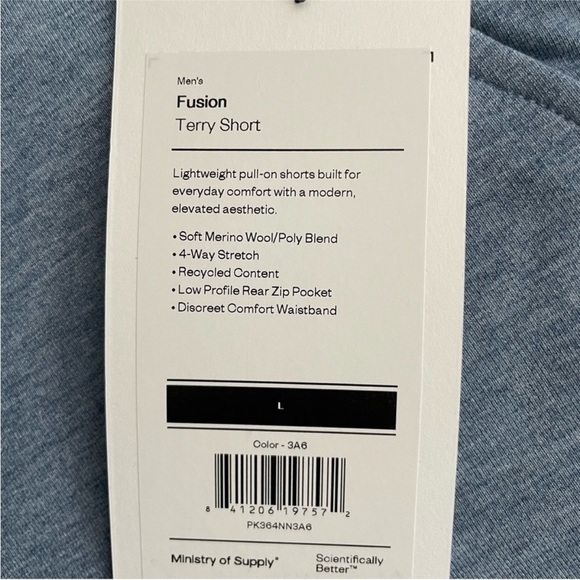 Men's
Fusion
Terry Short
Lightweight pull-on shorts built for
everyday comfort with a modern,
elevated aesthetic.
• Soft Merino Wool/Poly Blend
• 4-Way Stretch
• Recycled Content
• Low Profile Rear Zip Pocket
• Discreet Comfort Waistband
L
Color - 3A6
8 41206 19757 2
PK364NN3A6
Ministry of Supply*
Scientifically
Better™